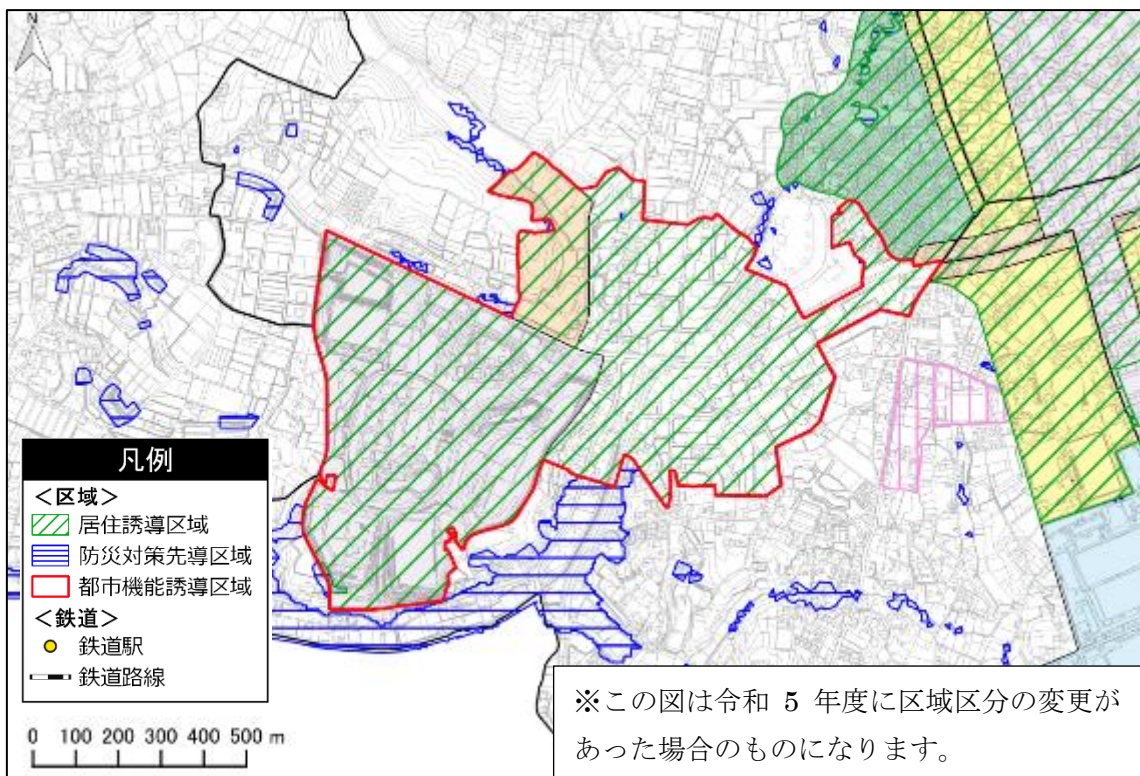 N
凡例
＜区域＞
居住誘導区域
防災対策先導区域
都市機能誘導区域
＜鉄道＞
鉄道駅
鉄道路線
0 100 200 300 400 500 m
※この図は令和 5 年度に区域区分の変更が
あった場合のものになります。